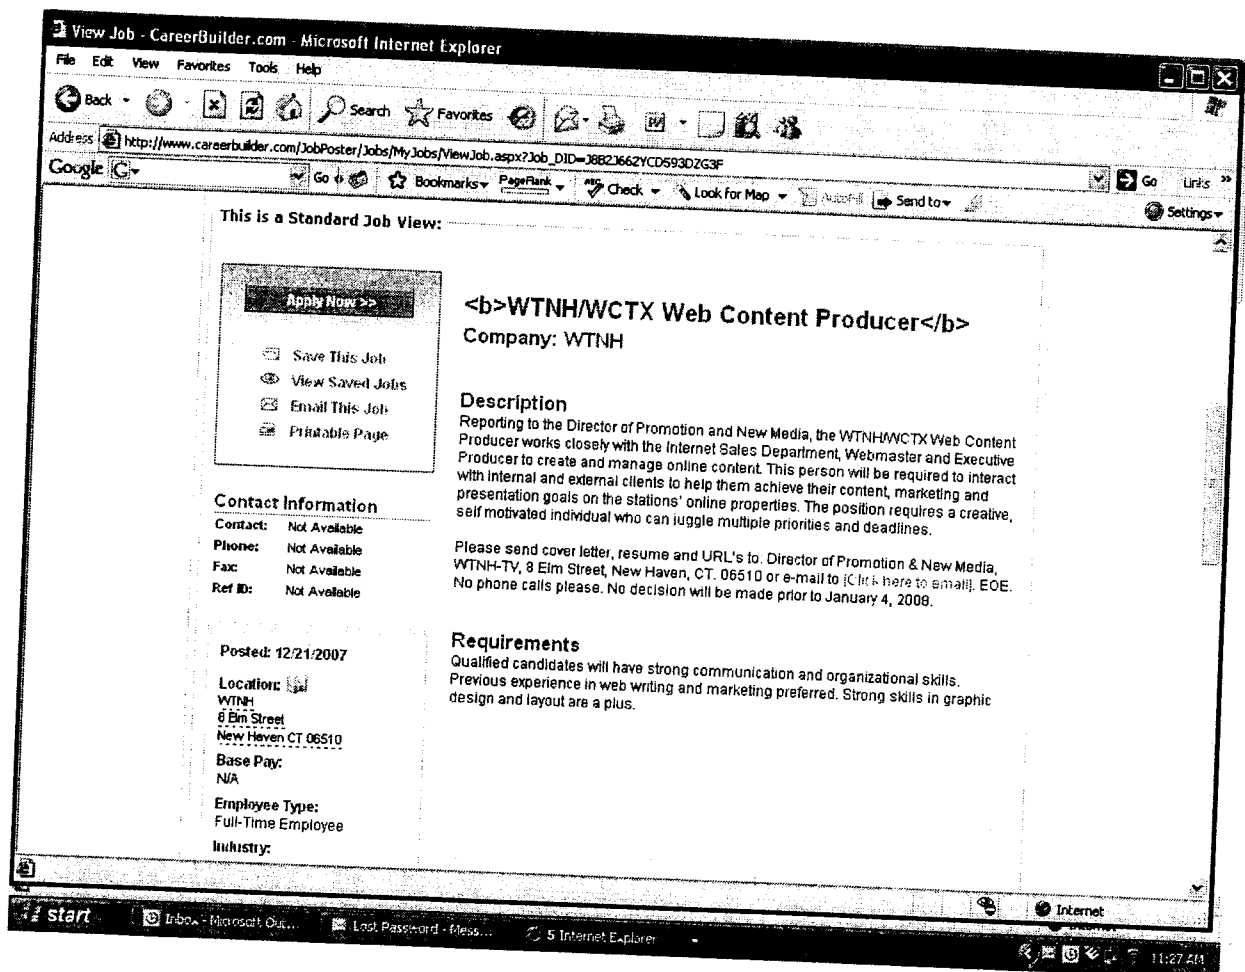 View Job - CareerBuilder.com - Microsoft Internet Explorer
File Edit View Favorites Tools Help
Back Search Favorites
Address http://www.careerbuilder.com/JobPoster/Jobs/MyJobs/ViewJob.aspx?Job_DID=J8B2J662YCD593DZG3F Go Links »
Google G Go Bookmarks PageRank Check Look for Map AutoFill Send to Settings
This is a Standard Job View:
Apply Now >>
Save This Job
View Saved Jobs
Email This Job
Printable Page
Contact Information
Contact: Not Available
Phone: Not Available
Fax: Not Available
Ref ID: Not Available
Posted: 12/21/2007
Location:
WTNH
8 Elm Street
New Haven CT 06510
Base Pay:
N/A
Employee Type:
Full-Time Employee
Industry:
<b>WTNH/WCTX Web Content Producer</b>
Company: WTNH
Description
Reporting to the Director of Promotion and New Media, the WTNH/WCTX Web Content
Producer works closely with the Internet Sales Department, Webmaster and Executive
Producer to create and manage online content. This person will be required to interact
with internal and external clients to help them achieve their content, marketing and
presentation goals on the stations' online properties. The position requires a creative,
self motivated individual who can juggle multiple priorities and deadlines.
Please send cover letter, resume and URL's to: Director of Promotion & New Media,
WTNH-TV, 8 Elm Street, New Haven, CT. 06510 or e-mail to [Click here to email]. EOE.
No phone calls please. No decision will be made prior to January 4, 2008.
Requirements
Qualified candidates will have strong communication and organizational skills.
Previous experience in web writing and marketing preferred. Strong skills in graphic
design and layout are a plus.
Internet
start Inbox - Microsoft Out... Lost Password - Mess... 5 Internet Explorer 11:27 AM